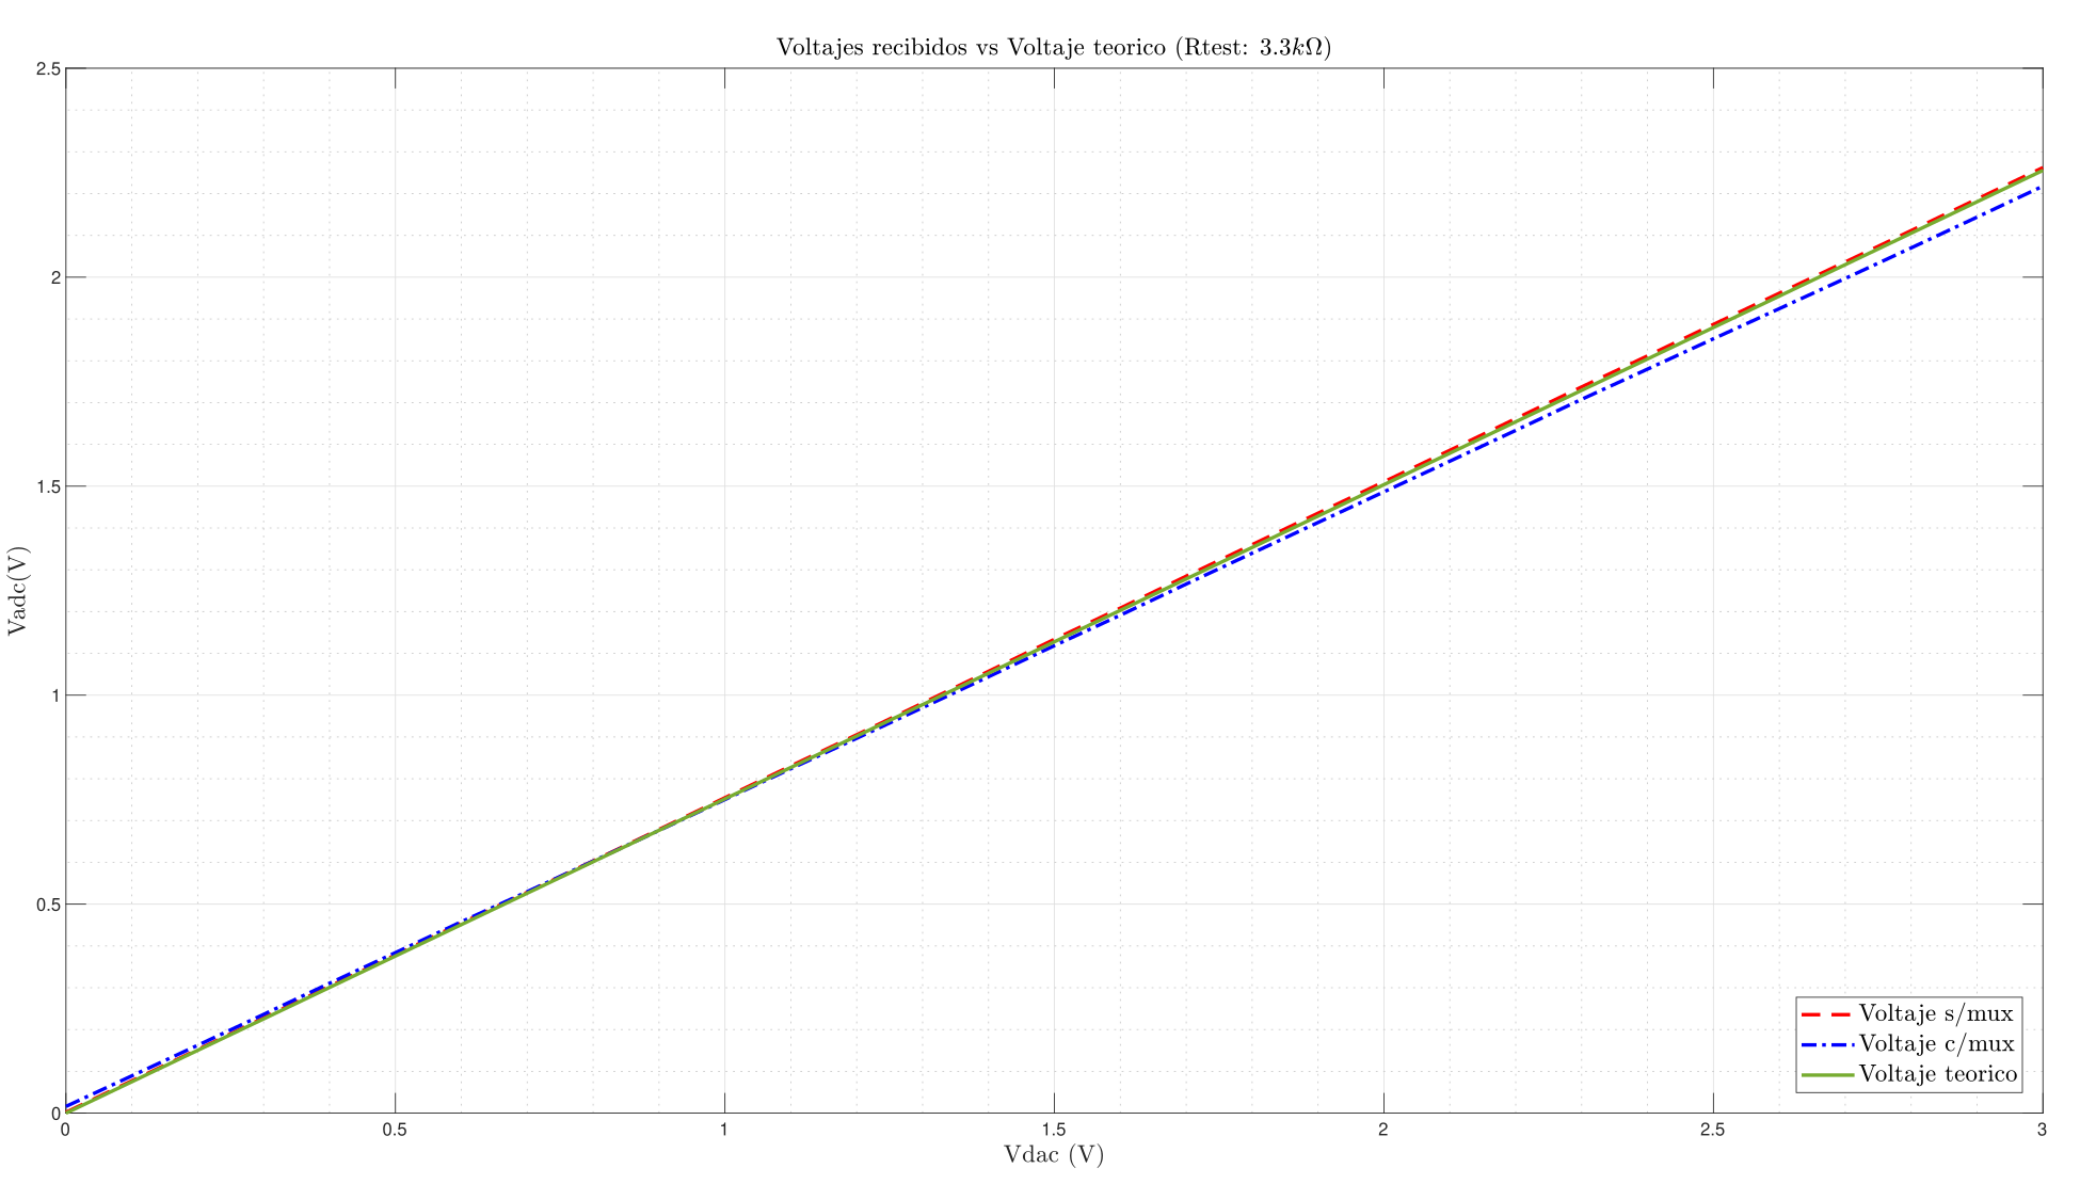 Voltajes recibidos vs Voltaje teorico (Rtest: 3.3kΩ)
2.5
2
1.5
1
0.5
0
Vadc(V)
0 0.5 1 1.5 2 2.5 3
Vdac (V)
Voltaje s/mux
Voltaje c/mux
Voltaje teorico